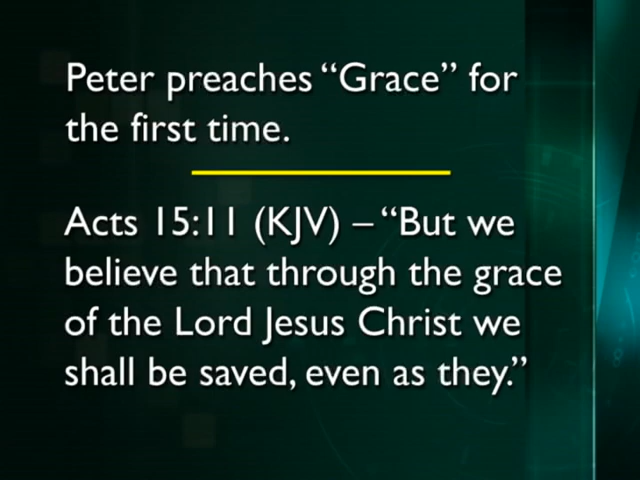 Peter preaches “Grace” for
the first time.
Acts 15:11 (KJV) – “But we
believe that through the grace
of the Lord Jesus Christ we
shall be saved, even as they.”